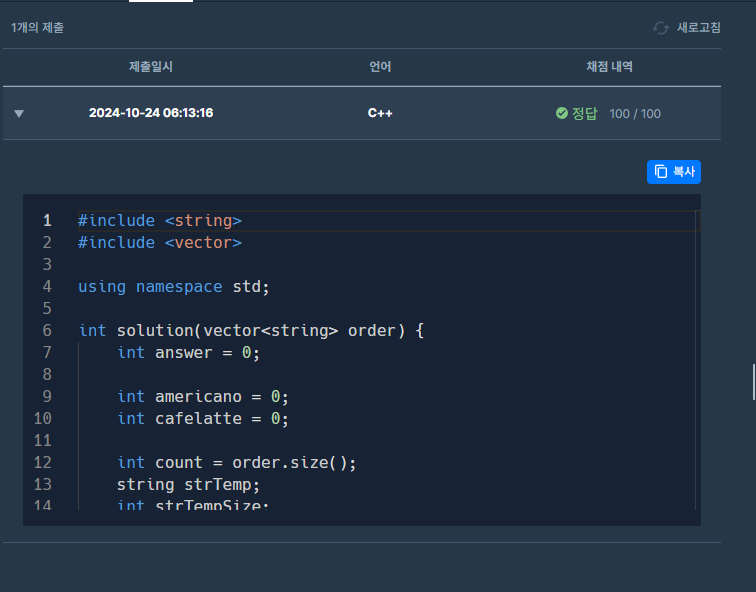 1개의 제출
새로고침
제출일시 언어 채점 내역
2024-10-24 06:13:16 C++ 정답 100 / 100
복사
1 #include <string>
2 #include <vector>
3
4 using namespace std;
5
6 int solution(vector<string> order) {
7 int answer = 0;
8
9 int americano = 0;
10 int cafelatte = 0;
11
12 int count = order.size();
13 string strTemp;
14 int strTempSize;